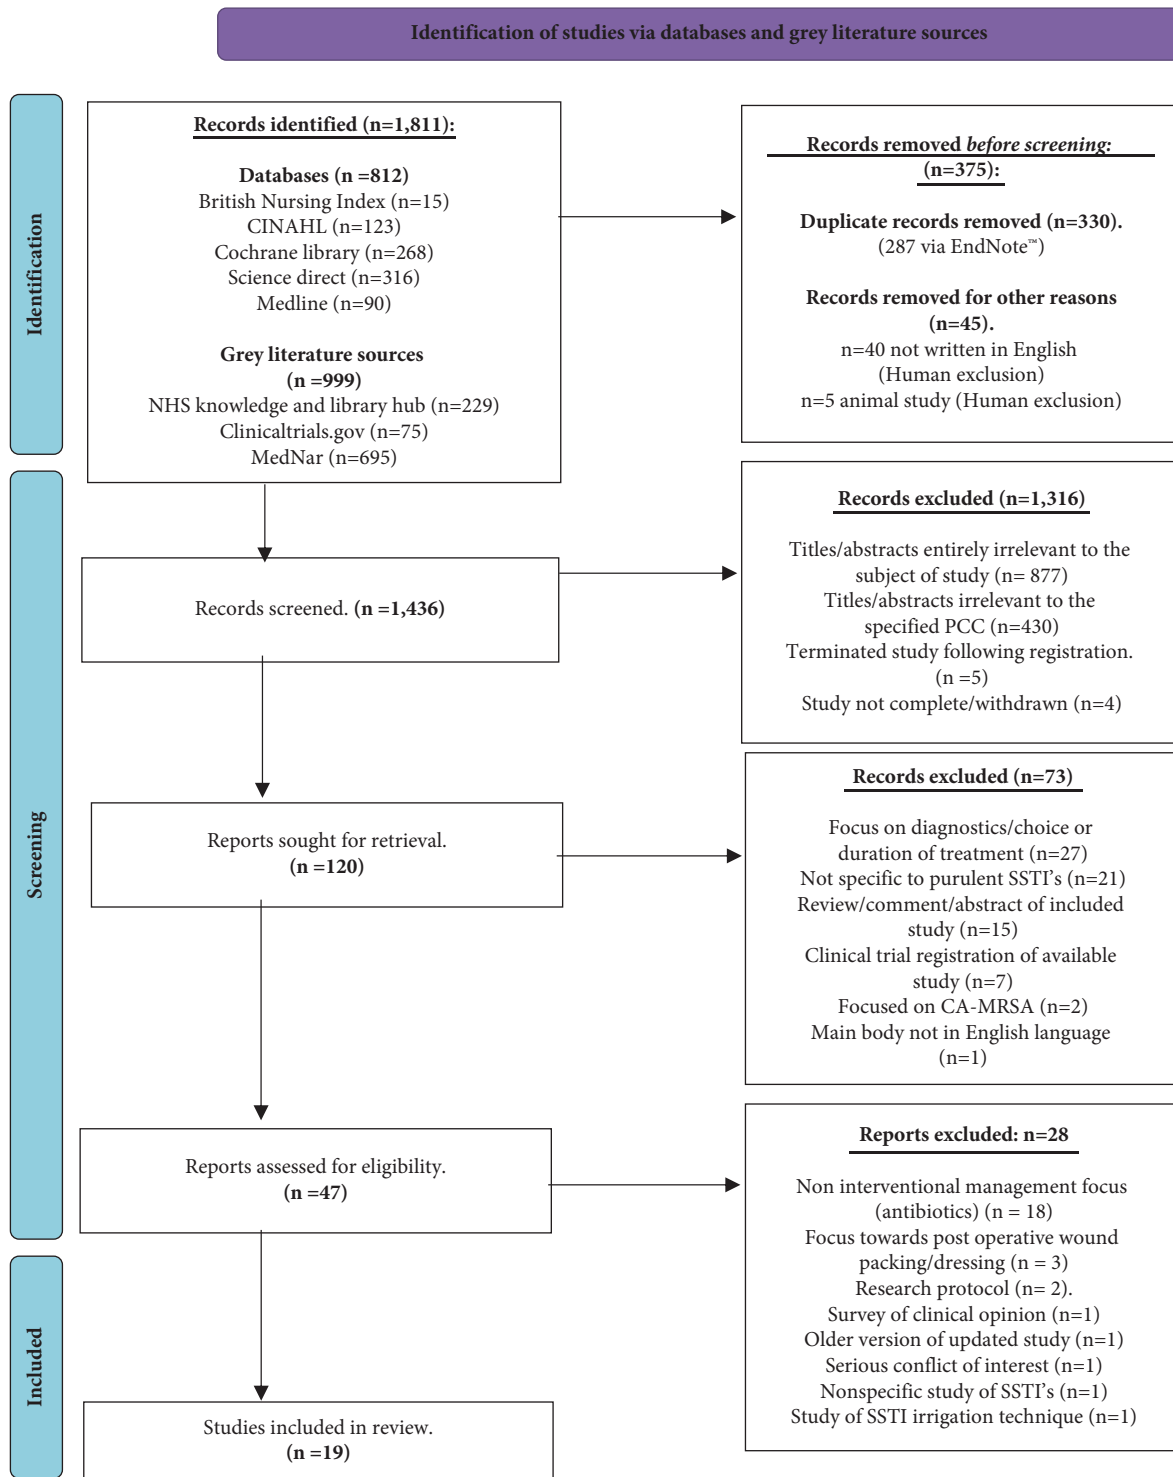 Identification of studies via databases and grey literature sources
Identification
Records identified (n=1,811):
Databases (n =812)
British Nursing Index (n=15)
CINAHL (n=123)
Cochrane library (n=268)
Science direct (n=316)
Medline (n=90)
Grey literature sources
(n =999)
NHS knowledge and library hub (n=229)
Clinicaltrials.gov (n=75)
MedNar (n=695)
Records removed before screening:
(n=375):
Duplicate records removed (n=330).
(287 via EndNote™)
Records removed for other reasons
(n=45).
n=40 not written in English
(Human exclusion)
n=5 animal study (Human exclusion)
Screening
Records screened. (n =1,436)
Records excluded (n=1,316)
Titles/abstracts entirely irrelevant to the
subject of study (n= 877)
Titles/abstracts irrelevant to the
specified PCC (n=430)
Terminated study following registration.
(n =5)
Study not complete/withdrawn (n=4)
Reports sought for retrieval.
(n =120)
Records excluded (n=73)
Focus on diagnostics/choice or
duration of treatment (n=27)
Not specific to purulent SSTI's (n=21)
Review/comment/abstract of included
study (n=15)
Clinical trial registration of available
study (n=7)
Focused on CA-MRSA (n=2)
Main body not in English language
(n=1)
Reports assessed for eligibility.
(n =47)
Reports excluded: n=28
Non interventional management focus
(antibiotics) (n = 18)
Focus towards post operative wound
packing/dressing (n = 3)
Research protocol (n= 2).
Survey of clinical opinion (n=1)
Older version of updated study (n=1)
Serious conflict of interest (n=1)
Nonspecific study of SSTI's (n=1)
Study of SSTI irrigation technique (n=1)
Included
Studies included in review.
(n =19)